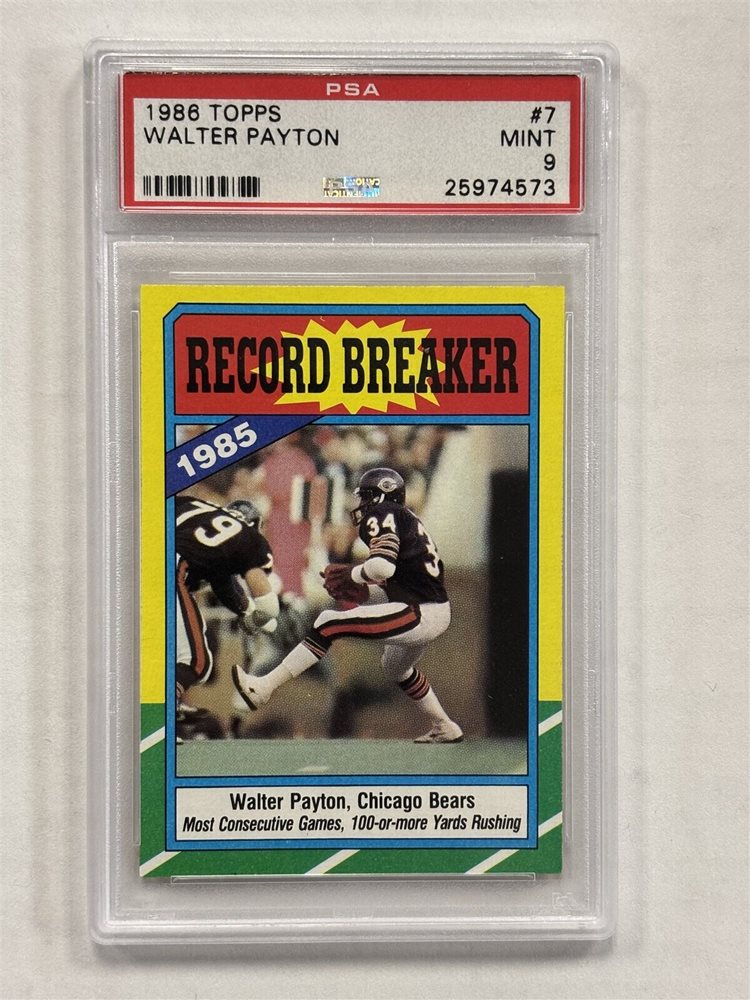 PSA
1986 TOPPS #7
WALTER PAYTON MINT
9
25974573
RECORD BREAKER
1985
79
34
34
Walter Payton, Chicago Bears
Most Consecutive Games, 100-or-more Yards Rushing